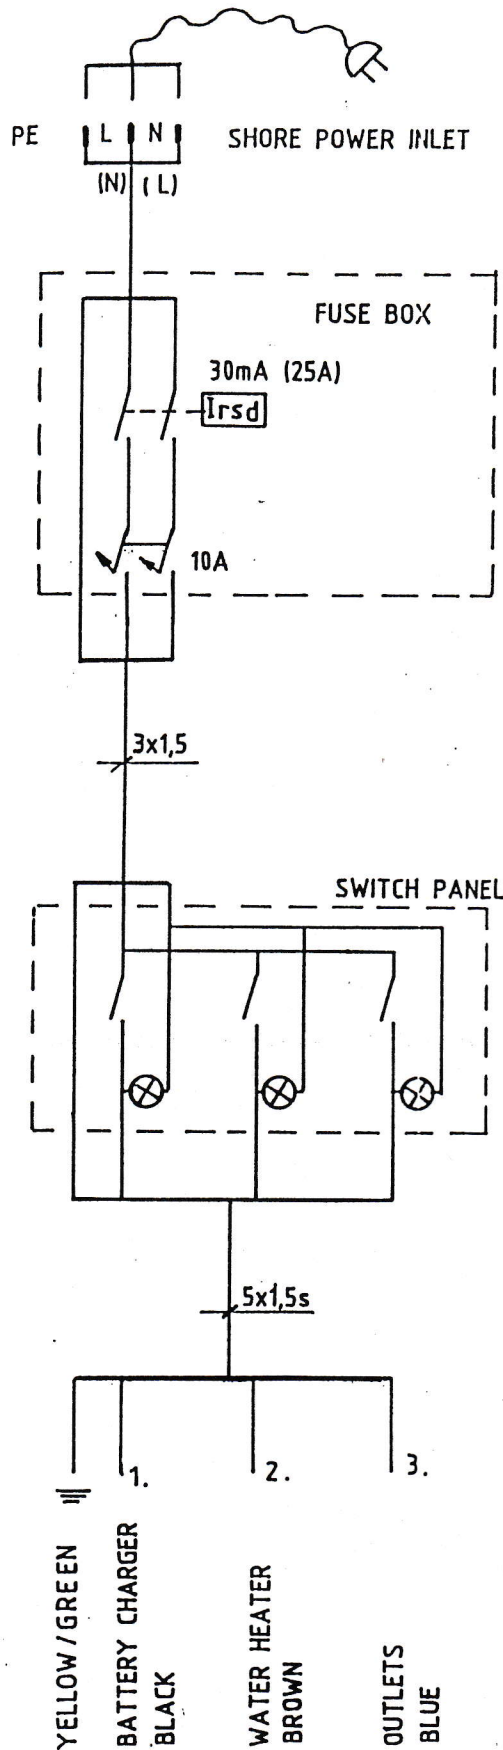 PE L N SHORE POWER INLET
(N) (L)
FUSE BOX
30mA (25A)
Irsd
10A
3x1,5
SWITCH PANEL
5x1,5s
1.
2.
3.
YELLOW/GREEN
BATTERY CHARGER
BLACK
WATER HEATER
BROWN
OUTLETS
BLUE